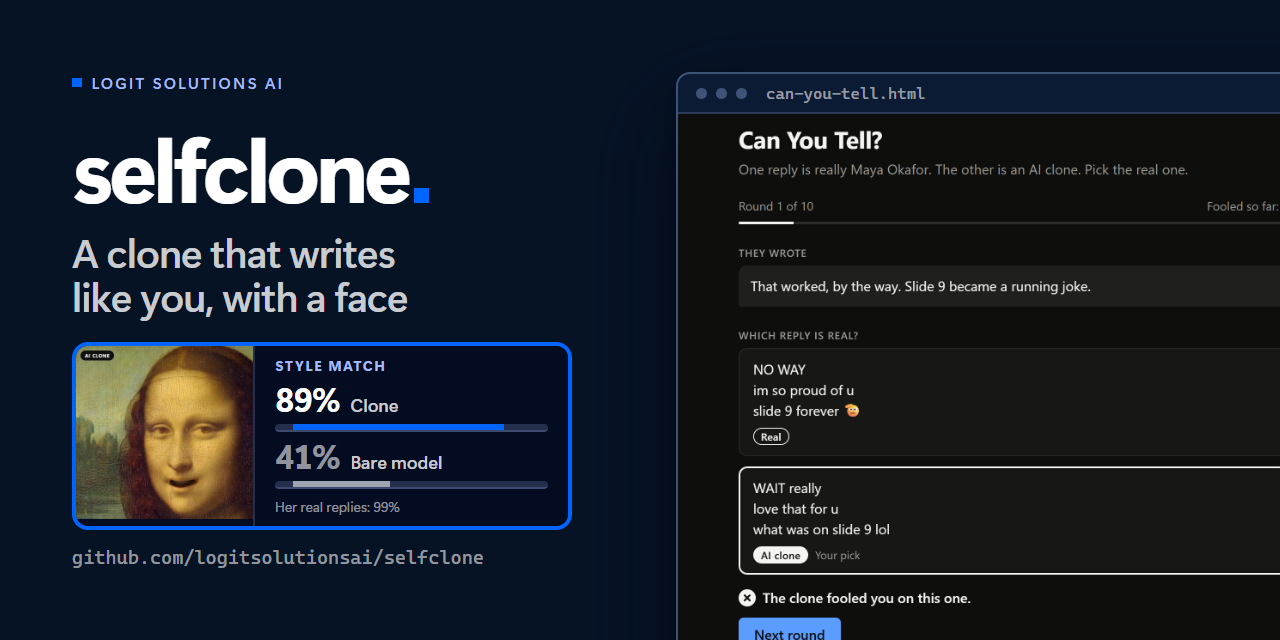 LOGIT SOLUTIONS AI
selfclone.
A clone that writes
like you, with a face
AI CLONE
STYLE MATCH
89% Clone
41% Bare model
Her real replies: 99%
github.com/logitsolutionsai/selfclone
can-you-tell.html
Can You Tell?
One reply is really Maya Okafor. The other is an AI clone. Pick the real one.
Round 1 of 10
Fooled so far:
THEY WROTE
That worked, by the way. Slide 9 became a running joke.
WHICH REPLY IS REAL?
NO WAY
im so proud of u
slide 9 forever 🫡
Real
WAIT really
love that for u
what was on slide 9 lol
AI clone Your pick
The clone fooled you on this one.
Next round